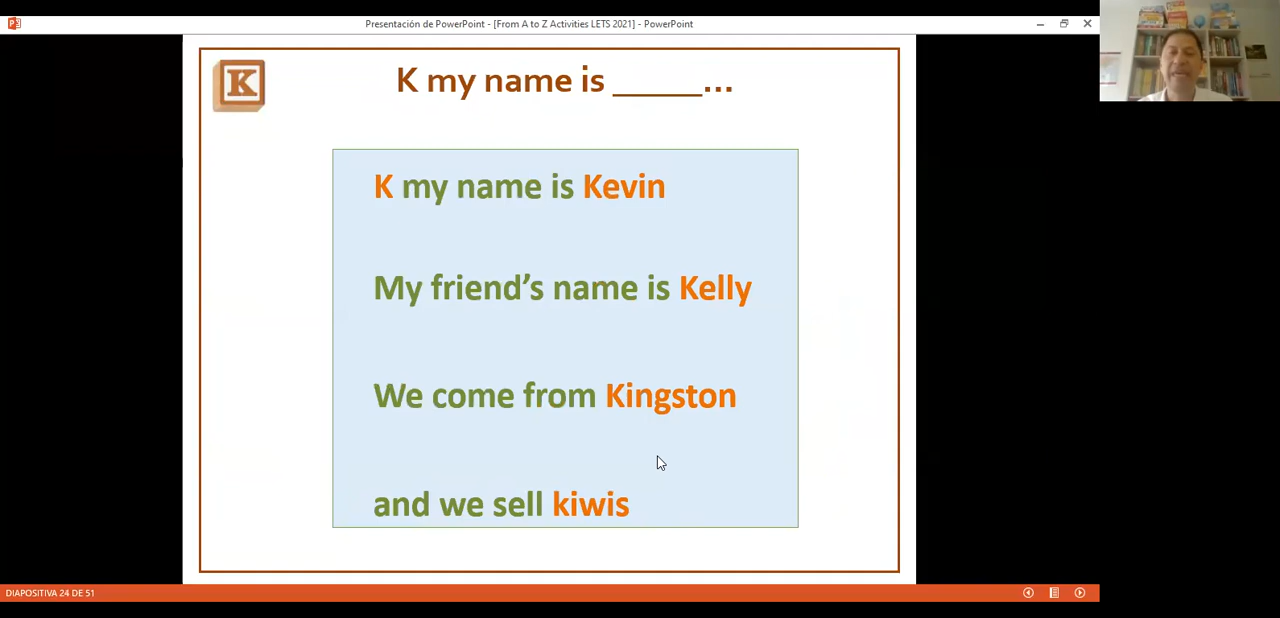 Presentación de PowerPoint - [From A to Z Activities LETS 2021] - PowerPoint
K
K my name is _____...
K my name is Kevin
My friend’s name is Kelly
We come from Kingston
and we sell kiwis
DIAPOSITIVA 24 DE 51